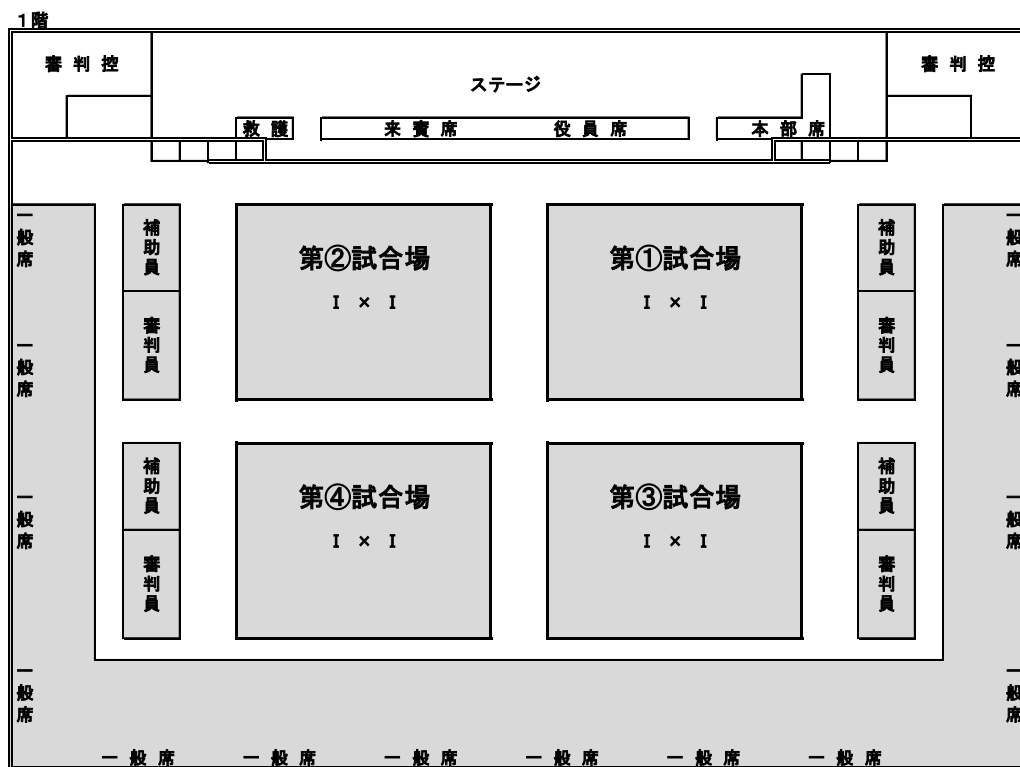 1階
審判控
ステージ
審判控
救護
来賓席
役員席
本部席
一般席
補助員
第②試合場
第①試合場
補助員
一般席
I × I
I × I
審判員
審判員
一般席
一般席
補助員
第④試合場
第③試合場
補助員
一般席
一般席
I × I
I × I
審判員
審判員
一般席
一般席
一般席
一般席
一般席
一般席
一般席
一般席